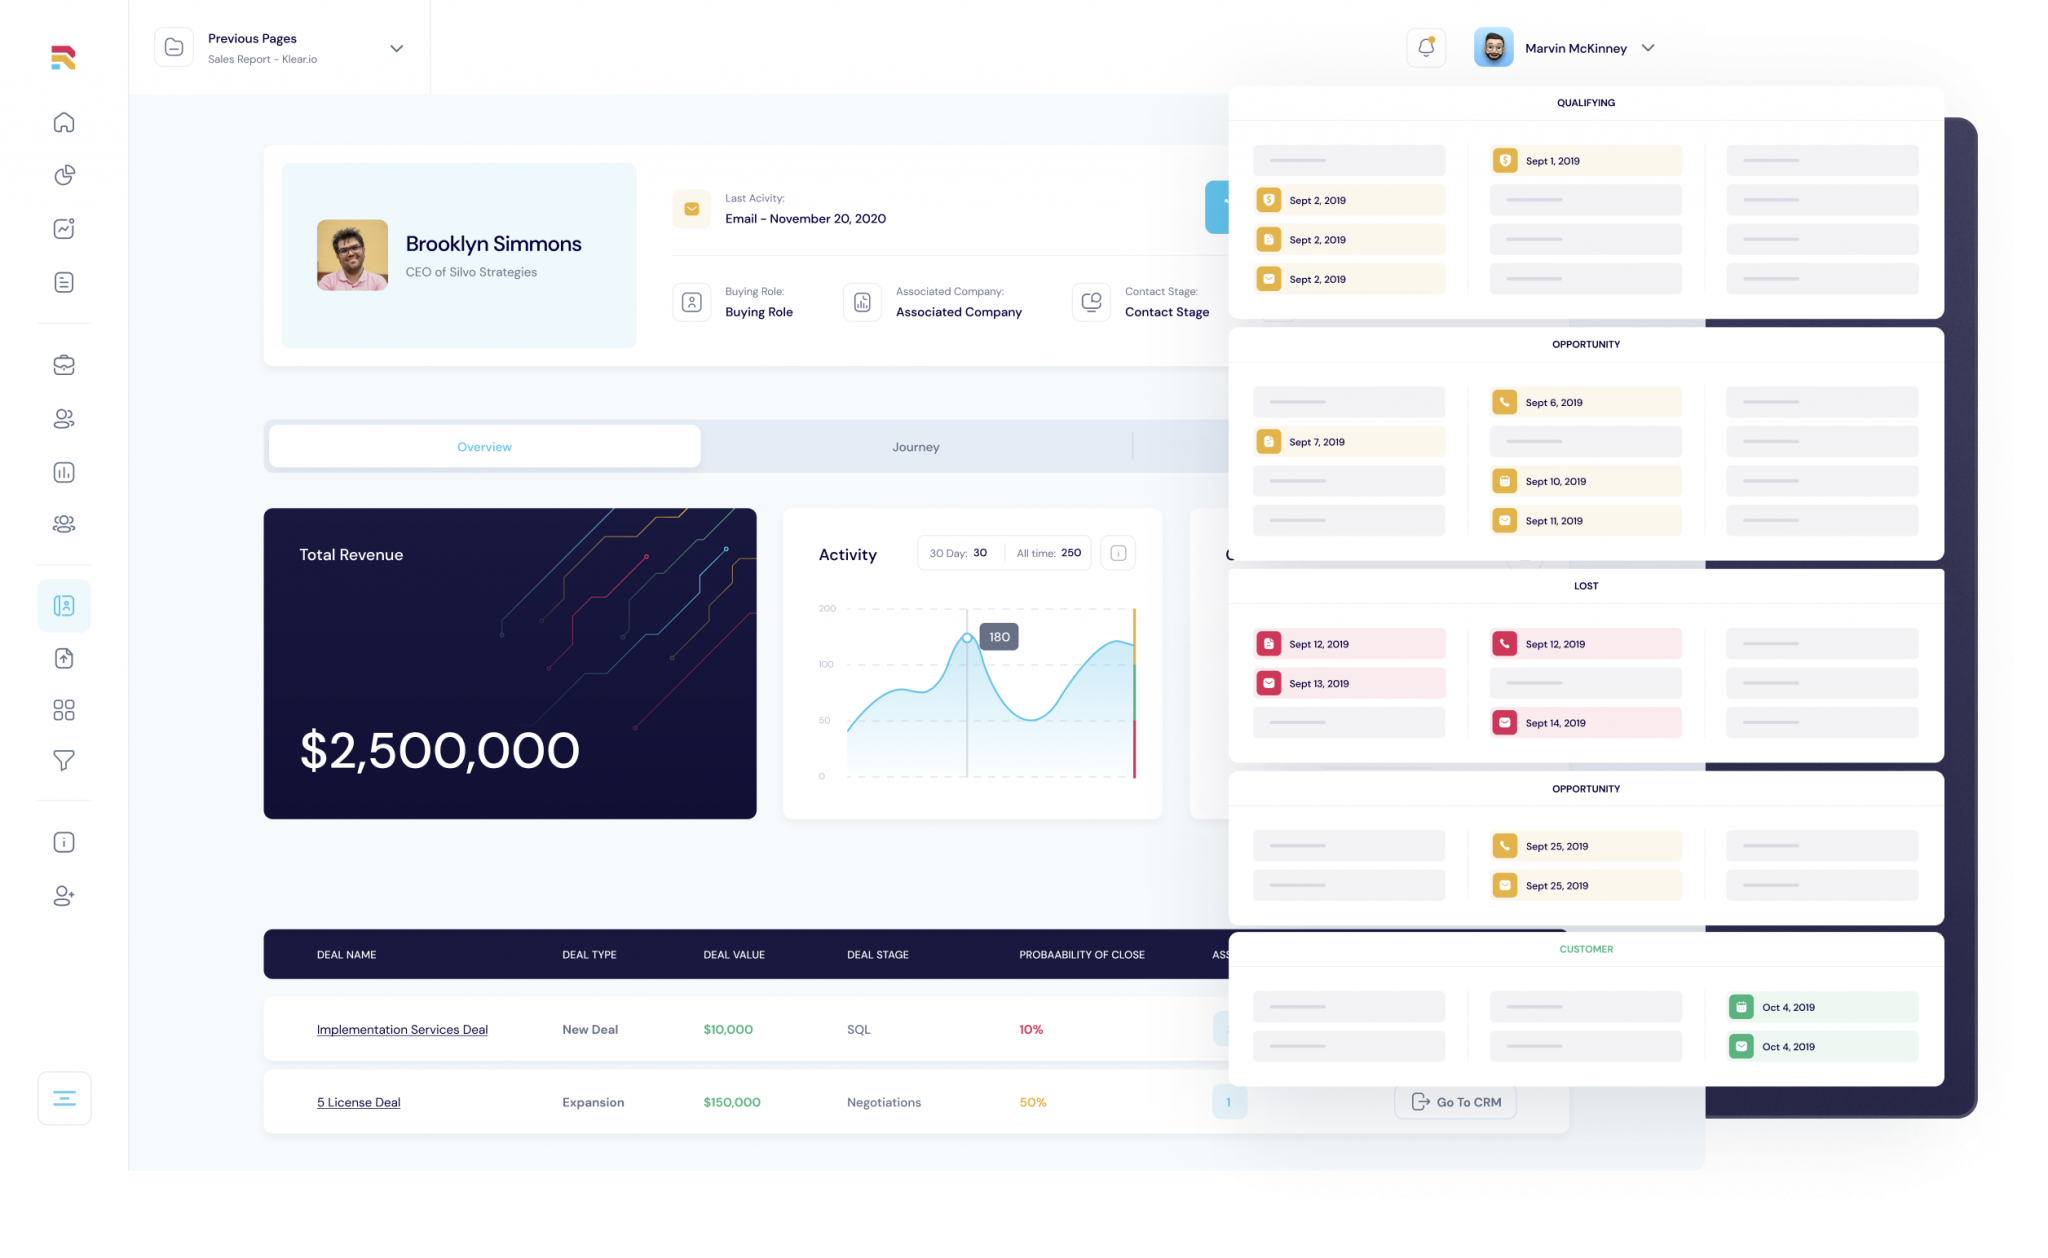 Previous Pages
Sales Report - Klear.io
Marvin McKinney
Brooklyn Simmons
CEO of Silvo Strategies
Last Acivity:
Email - November 20, 2020
Buying Role:
Buying Role
Associated Company:
Associated Company
Contact Stage:
Contact Stage
Overview
Journey
Total Revenue
$2,500,000
Activity
30 Day: 30
All time: 250
200
180
100
50
0
DEAL NAME DEAL TYPE DEAL VALUE DEAL STAGE PROBAABILITY OF CLOSE
Implementation Services Deal New Deal $10,000 SQL 10%
5 License Deal Expansion $150,000 Negotiations 50% 1 Go To CRM
QUALIFYING
Sept 1, 2019
Sept 2, 2019
Sept 2, 2019
Sept 2, 2019
OPPORTUNITY
Sept 6, 2019
Sept 7, 2019
Sept 10, 2019
Sept 11, 2019
LOST
Sept 12, 2019 Sept 12, 2019
Sept 13, 2019
Sept 14, 2019
OPPORTUNITY
Sept 25, 2019
Sept 25, 2019
CUSTOMER
Oct 4, 2019
Oct 4, 2019